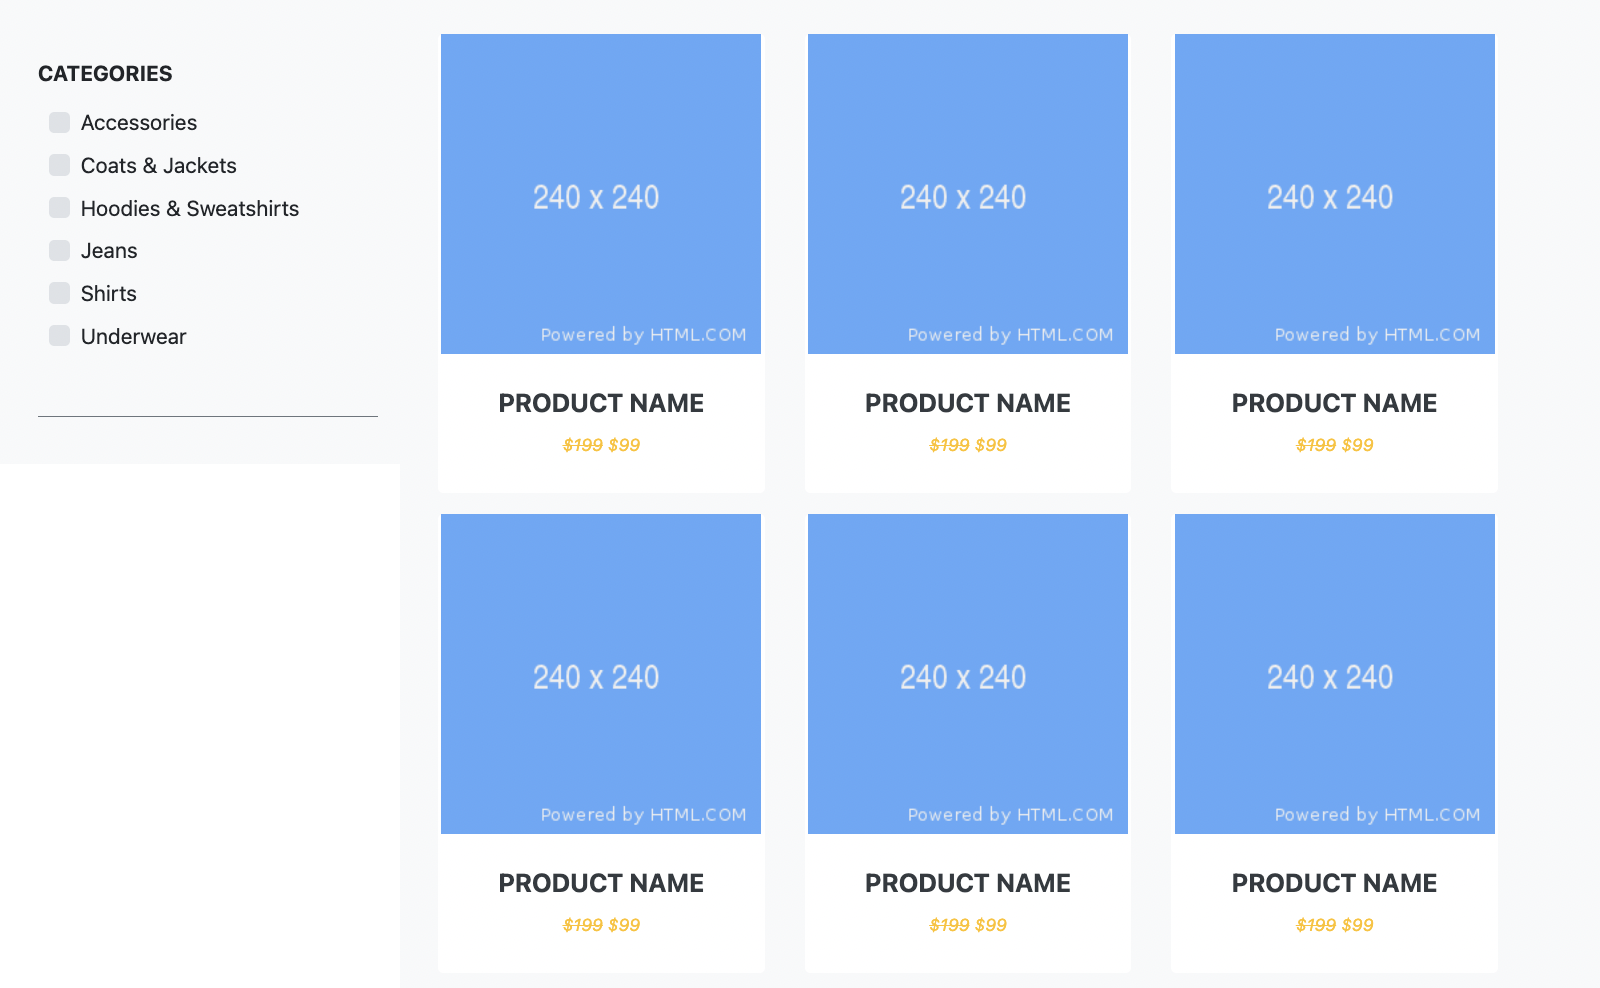 CATEGORIES
Accessories
Coats & Jackets
Hoodies & Sweatshirts
Jeans
Shirts
Underwear
240 x 240
Powered by HTML.COM
PRODUCT NAME
$199 $99
240 x 240
Powered by HTML.COM
PRODUCT NAME
$199 $99
240 x 240
Powered by HTML.COM
PRODUCT NAME
$199 $99
240 x 240
Powered by HTML.COM
PRODUCT NAME
$199 $99
240 x 240
Powered by HTML.COM
PRODUCT NAME
$199 $99
240 x 240
Powered by HTML.COM
PRODUCT NAME
$199 $99